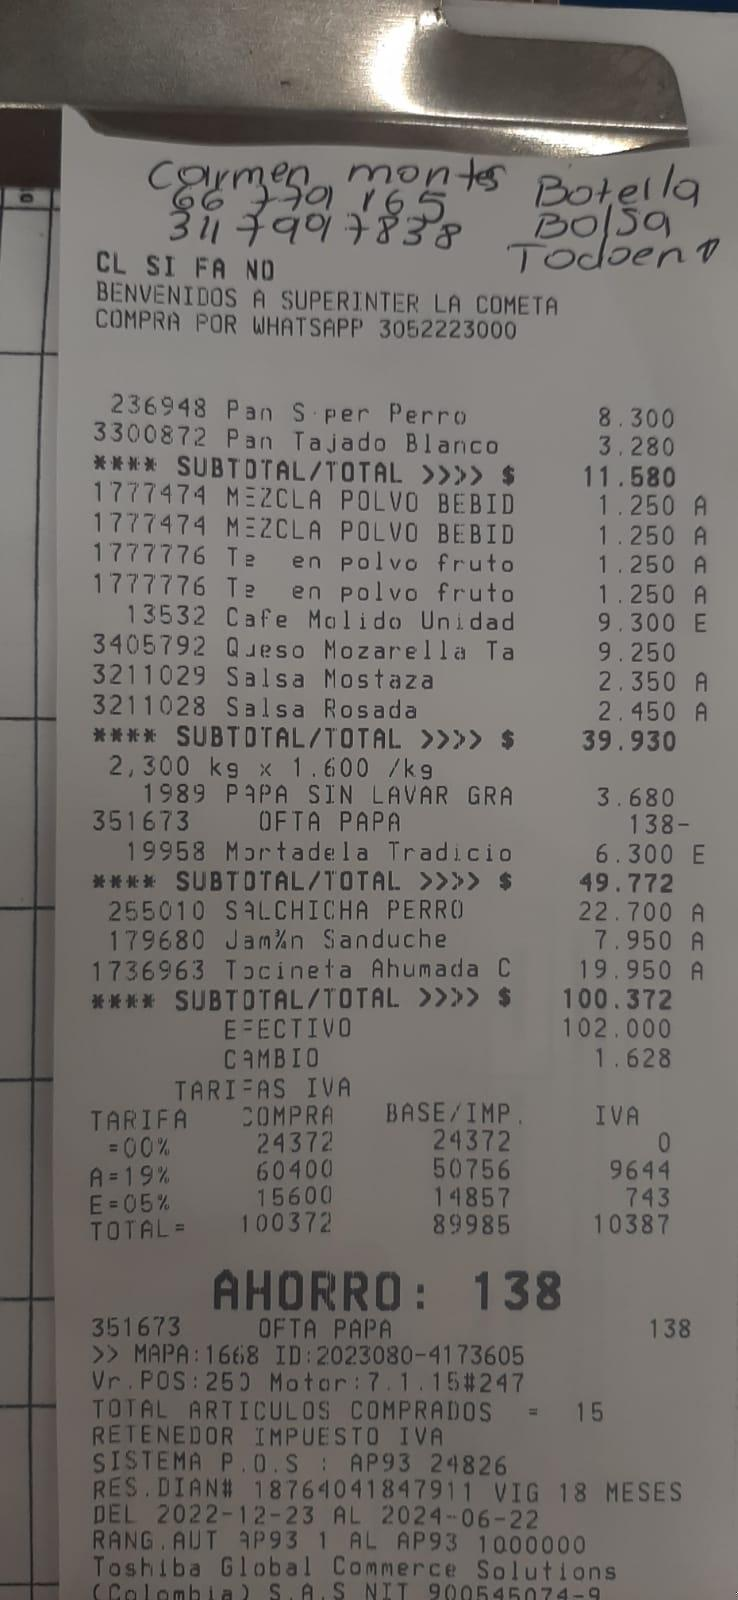 Carmen montes Botella
66 779 165 Bolsa
311 799 7838 Todoen1
CL SI FA NO
BENVENIDOS A SUPERINTER LA COMETA
COMPRA POR WHATSAPP 3052223000
236948 Pan S per Perro 8.300
3300872 Pan Tajado Blanco 3.280
**** SUBTOTAL/TOTAL >>>> $ 11.580
1777474 MEZCLA POLVO BEBID 1.250 A
1777474 MEZCLA POLVO BEBID 1.250 A
1777776 Te en polvo fruto 1.250 A
1777776 Te en polvo fruto 1.250 A
13532 Cafe Molido Unidad 9.300 E
3405792 Queso Mozarella Ta 9.250
3211029 Salsa Mostaza 2.350 A
3211028 Salsa Rosada 2.450 A
**** SUBTOTAL/TOTAL >>>> $ 39.930
2,300 kg x 1.600 /kg
1989 PAPA SIN LAVAR GRA 3.680
351673 OFTA PAPA 138-
19958 Mortadela Tradicio 6.300 E
**** SUBTOTAL/TOTAL >>>> $ 49.772
255010 SALCHICHA PERRO 22.700 A
179680 Jam%n Sanduche 7.950 A
1736963 Tocineta Ahumada C 19.950 A
**** SUBTOTAL/TOTAL >>>> $ 100.372
EFECTIVO 102.000
CAMBIO 1.628
TARIFAS IVA
TARIFA COMPRA BASE/IMP. IVA
=00% 24372 24372 0
A=19% 60400 50756 9644
E=05% 15600 14857 743
TOTAL= 100372 89985 10387
AHORRO: 138
351673 OFTA PAPA 138
>> MAPA:1668 ID:2023080-4173605
Vr.POS:250 Motor:7.1.15#247
TOTAL ARTICULOS COMPRADOS = 15
RETENEDOR IMPUESTO IVA
SISTEMA P.O.S : AP93 24826
RES.DIAN# 18764041847911 VIG 18 MESES
DEL 2022-12-23 AL 2024-06-22
RANG.AUT AP93 1 AL AP93 1000000
Toshiba Global Commerce Solutions
(Colombia) S.A.S NIT 900545074-9